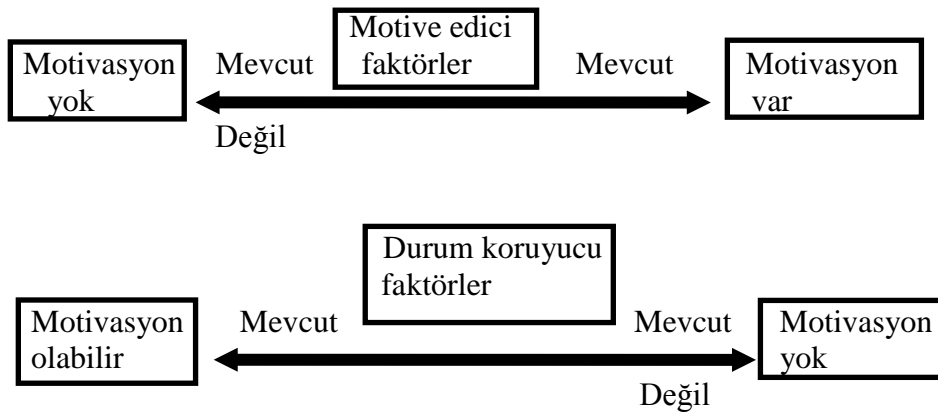 Motive edici
faktörler
Motivasyon
yok
Mevcut
Mevcut
Motivasyon
var
Değil
Durum koruyucu
faktörler
Motivasyon
olabilir
Mevcut
Mevcut
Motivasyon
yok
Değil